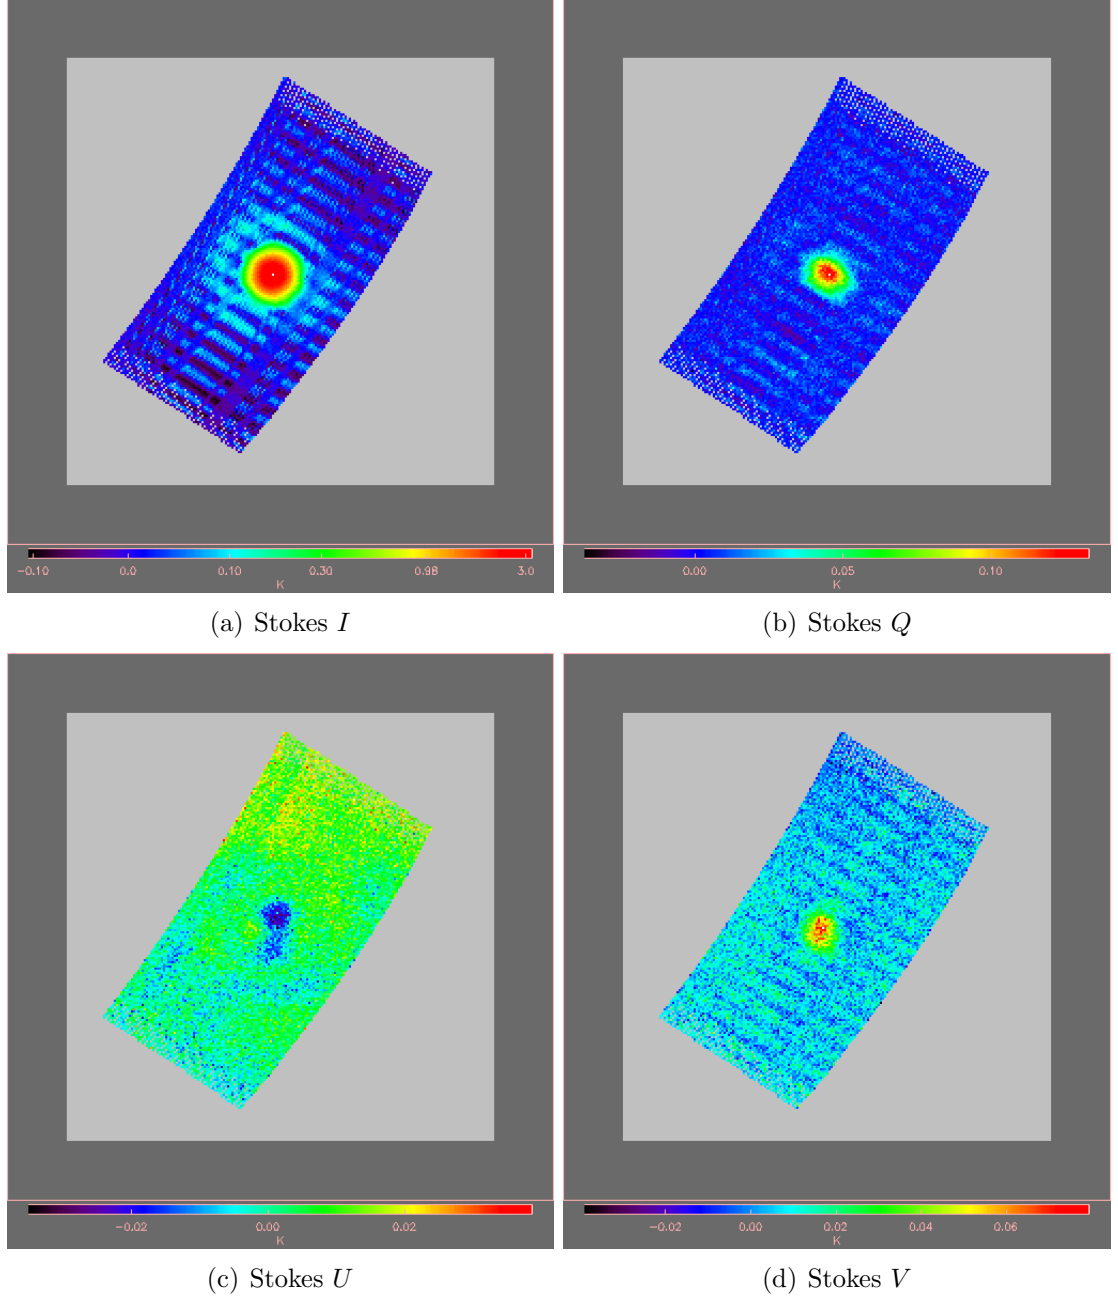 -0.10 0.0 0.10 0.30 0.98 3.0
K
0.00 0.05 0.10
K
(a) Stokes I
(b) Stokes Q
-0.02 0.00 0.02
K
-0.02 0.00 0.02 0.04 0.06
K
(c) Stokes U
(d) Stokes V